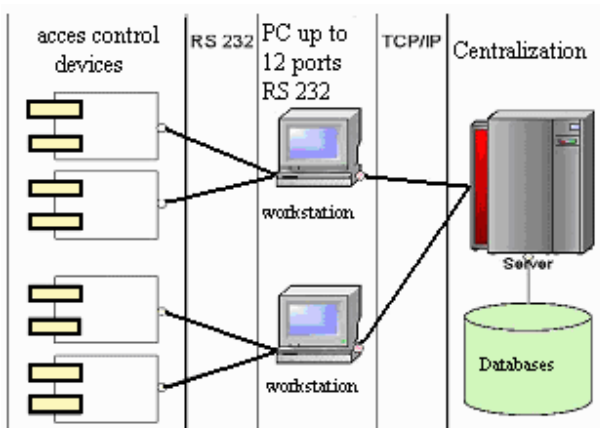 acces control
devices
RS 232
PC up to
12 ports
RS 232
TCP/IP
Centralization
workstation
Server
workstation
Databases